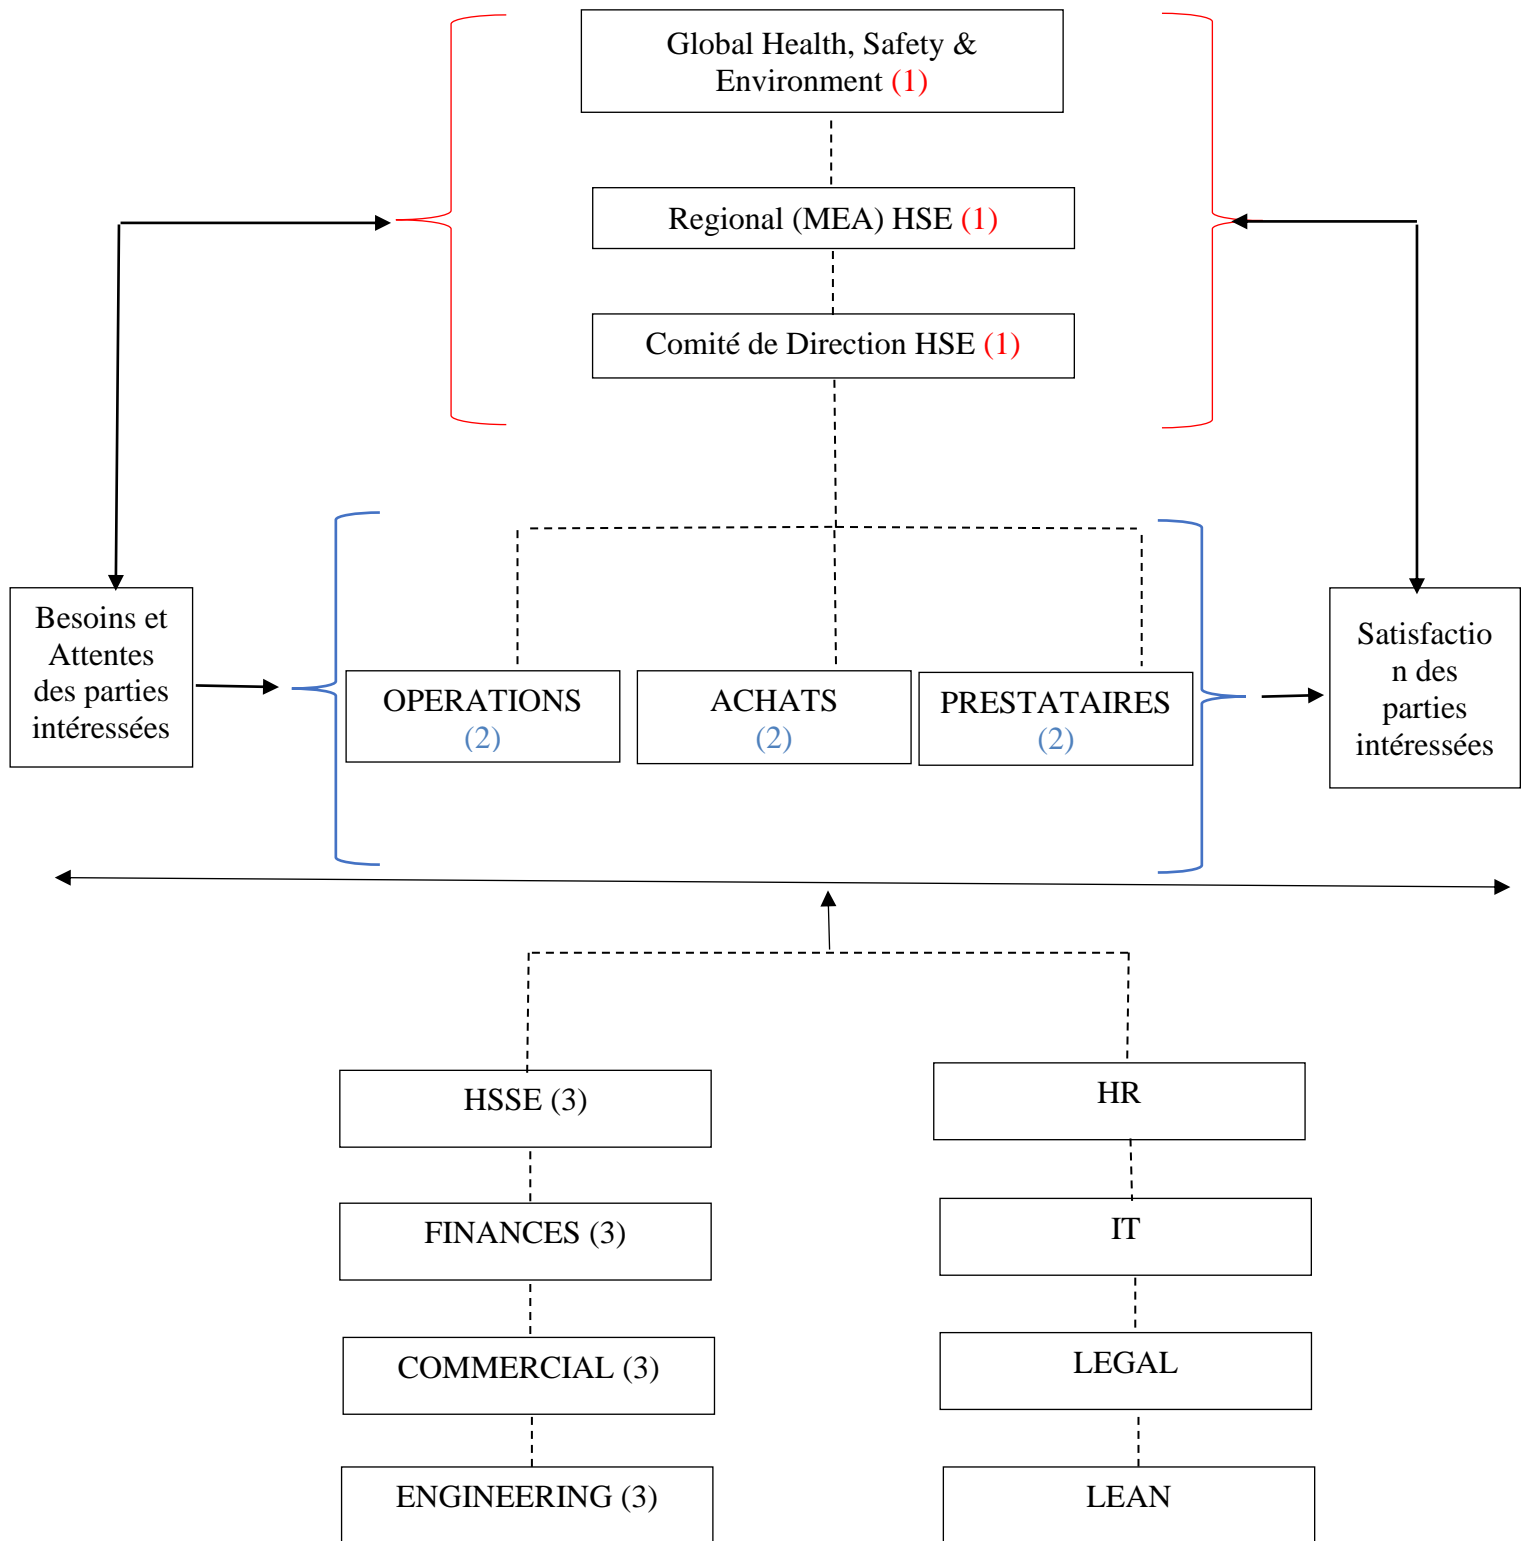 Global Health, Safety &
Environment (1)
Regional (MEA) HSE (1)
Comité de Direction HSE (1)
Besoins et
Attentes
des parties
intéressées
OPERATIONS
(2)
ACHATS
(2)
PRESTATAIRES
(2)
Satisfactio
n des
parties
intéressées
HSSE (3)
FINANCES (3)
COMMERCIAL (3)
ENGINEERING (3)
HR
IT
LEGAL
LEAN